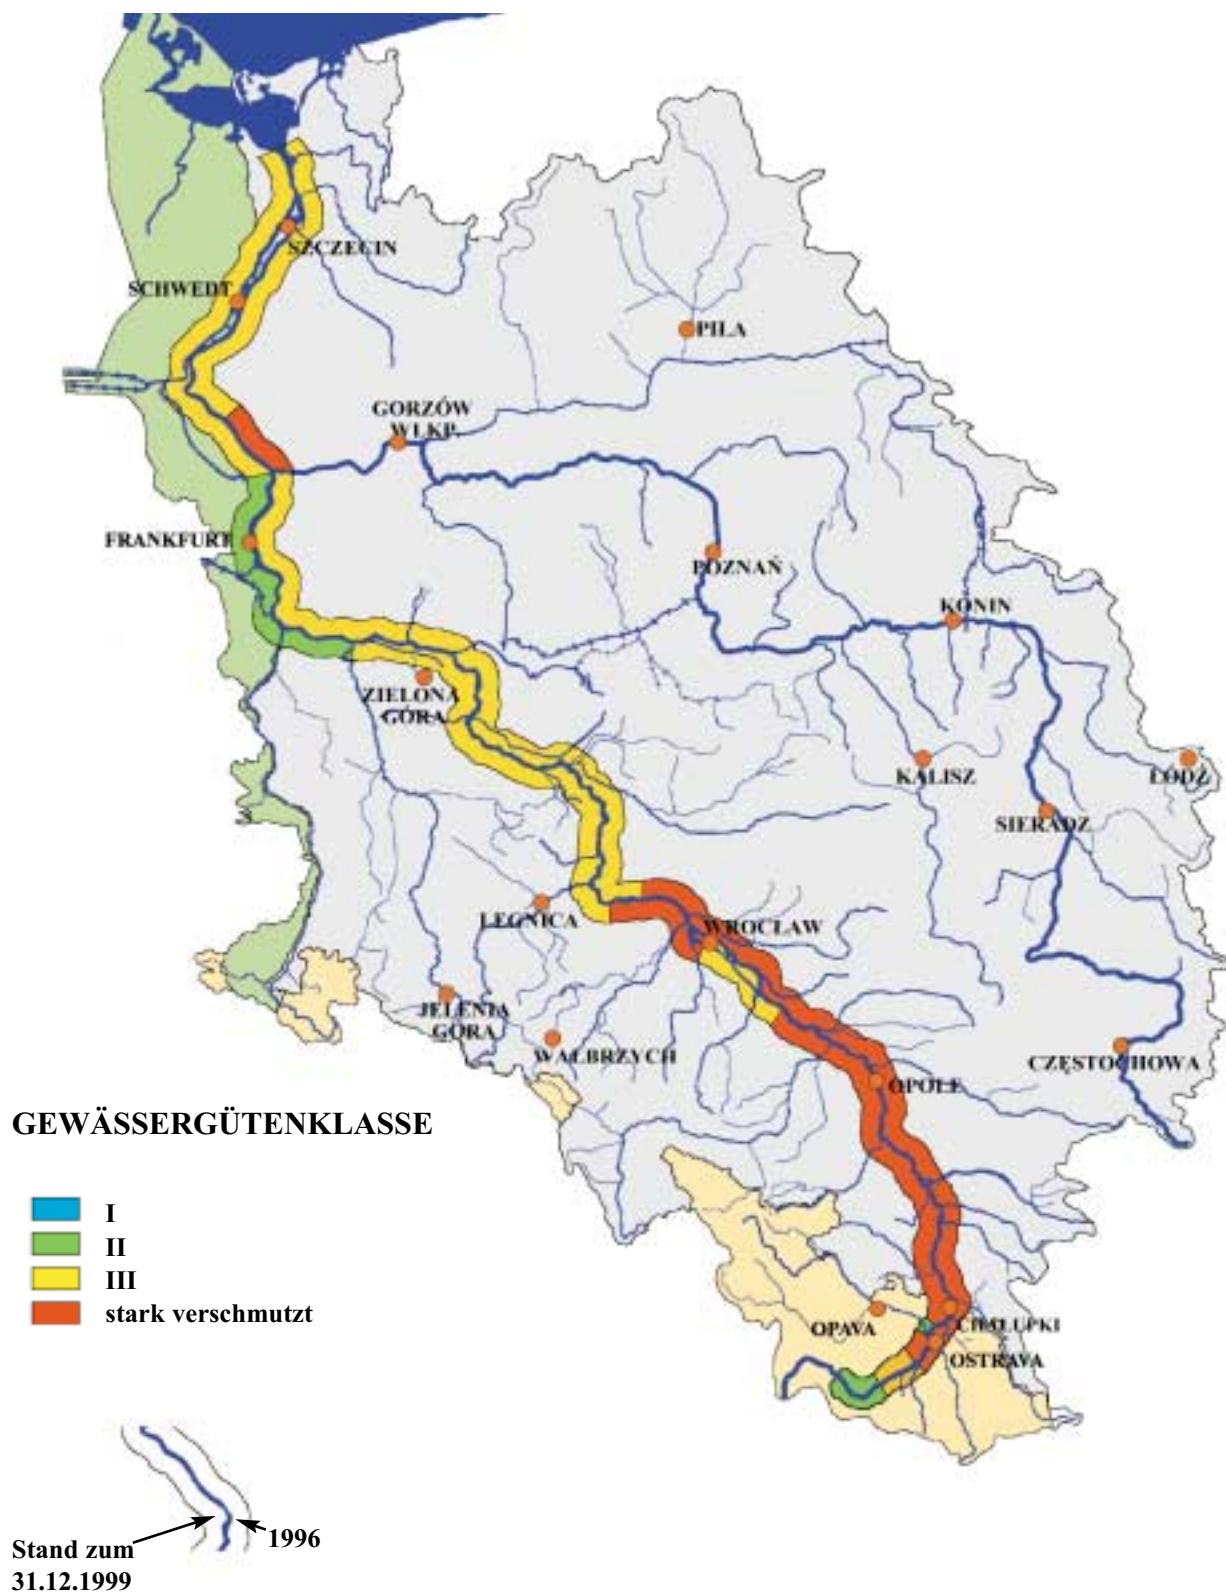 SZCZECIN
SCHWEDT
PIŁA
GORZÓW
WLKP.
FRANKFURT
POZNAŃ
KONIN
ZIELONA
GÓRA
KALISZ
ŁÓDŹ
SIERADZ
LEGNICA
WROCŁAW
JELENIA
GÓRA
WAŁBRZYCH
CZĘSTOCHOWA
OPOLE
GEWÄSSERGÜTENKLASSE
I
II
III
stark verschmutzt
OPAVA
CHAŁUPKI
OSTRAVA
1996
Stand zum
31.12.1999